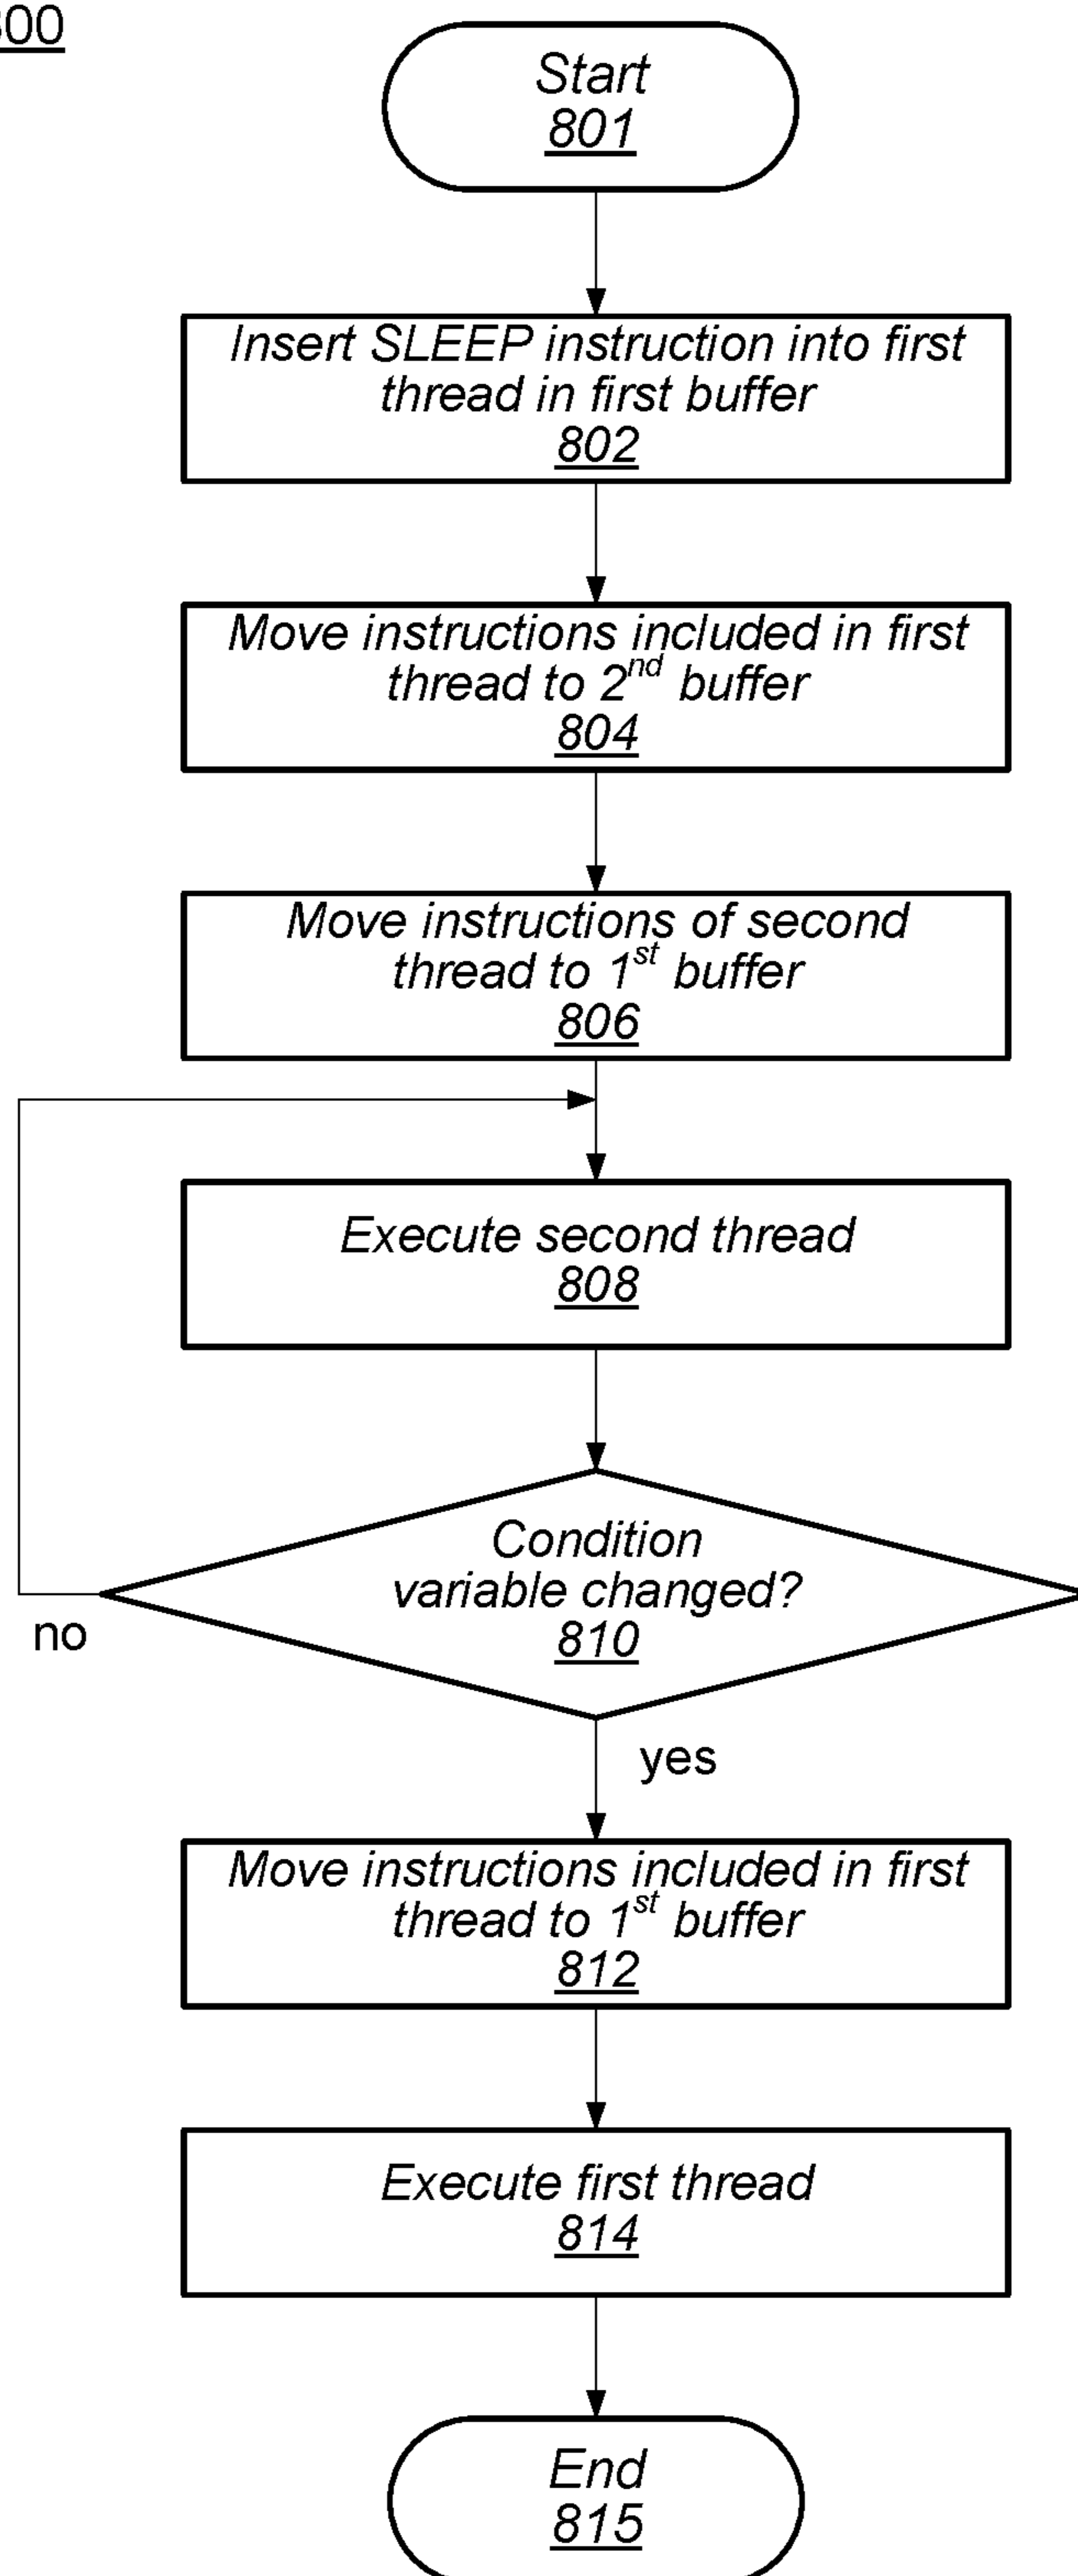 00
Start
801
Insert SLEEP instruction into first
thread in first buffer
802
Move instructions included in first
thread to 2nd buffer
804
Move instructions of second
thread to 1st buffer
806
Execute second thread
808
Condition
variable changed?
810
no
yes
Move instructions included in first
thread to 1st buffer
812
Execute first thread
814
End
815